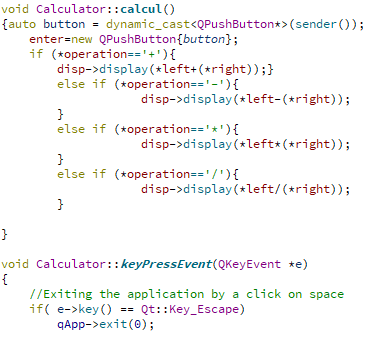 void Calculator::calcul()
{auto button = dynamic_cast<QPushButton*>(sender());
    enter=new QPushButton{button};
    if (*operation=='+'){
        disp->display(*left+(*right));}
        else if (*operation=='-'){
                    disp->display(*left-(*right));
        }
        else if (*operation=='*'){
                    disp->display(*left*(*right));
        }
        else if (*operation=='/'){
                    disp->display(*left/(*right));
        }
}
void Calculator::keyPressEvent(QKeyEvent *e)
{
    //Exiting the application by a click on space
    if( e->key() == Qt::Key_Escape)
        qApp->exit(0);